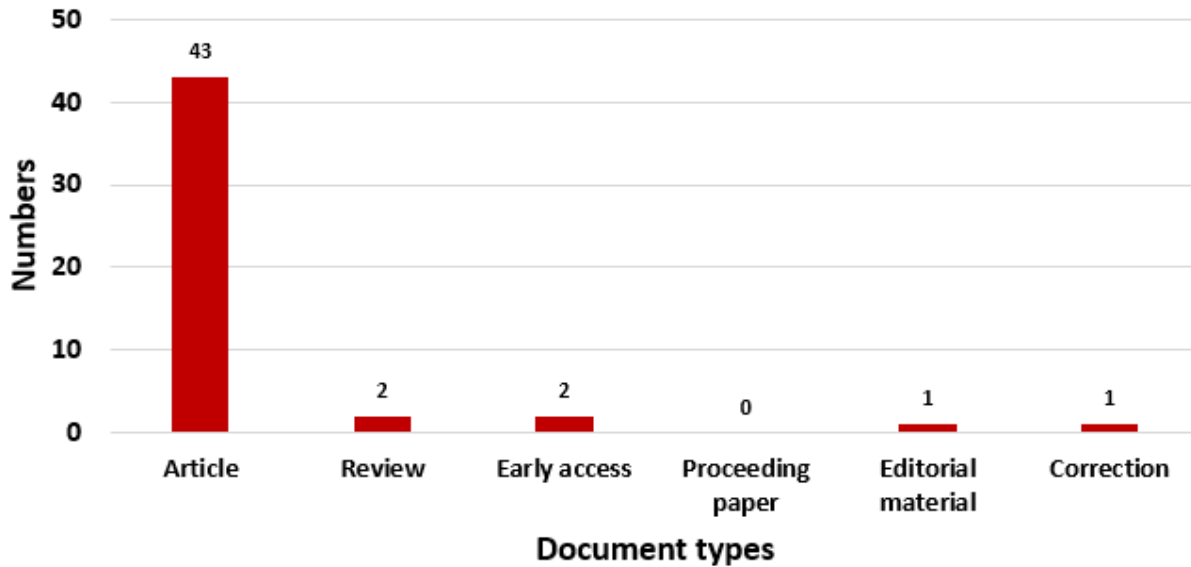 50
43
40
30
20
10
0
Numbers
2
2
0
1
1
Article
Review
Early access
Proceeding
paper
Editorial
material
Correction
Document types